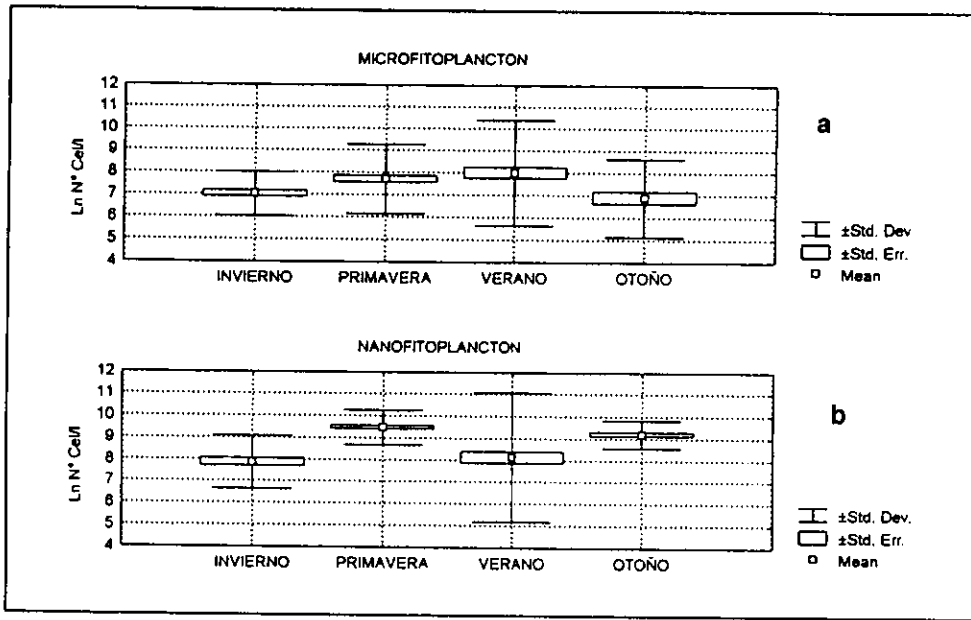 MICROFITOPLANCTON
Ln N° Cel/l
12
11
10
9
8
7
6
5
4
INVIERNO PRIMAVERA VERANO OTOÑO
a
±Std. Dev
±Std. Err.
Mean
NANOFITOPLANCTON
Ln N° Cel/l
12
11
10
9
8
7
6
5
4
INVIERNO PRIMAVERA VERANO OTOÑO
b
±Std. Dev.
±Std. Err.
Mean